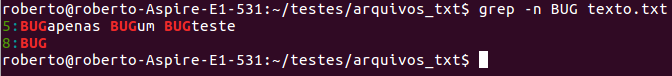 roberto@roberto-Aspire-E1-531:~/testes/arquivos_txt$ grep -n BUG texto.txt
5:BUGapenas BUGum BUGteste
8:BUG
roberto@roberto-Aspire-E1-531:~/testes/arquivos_txt$